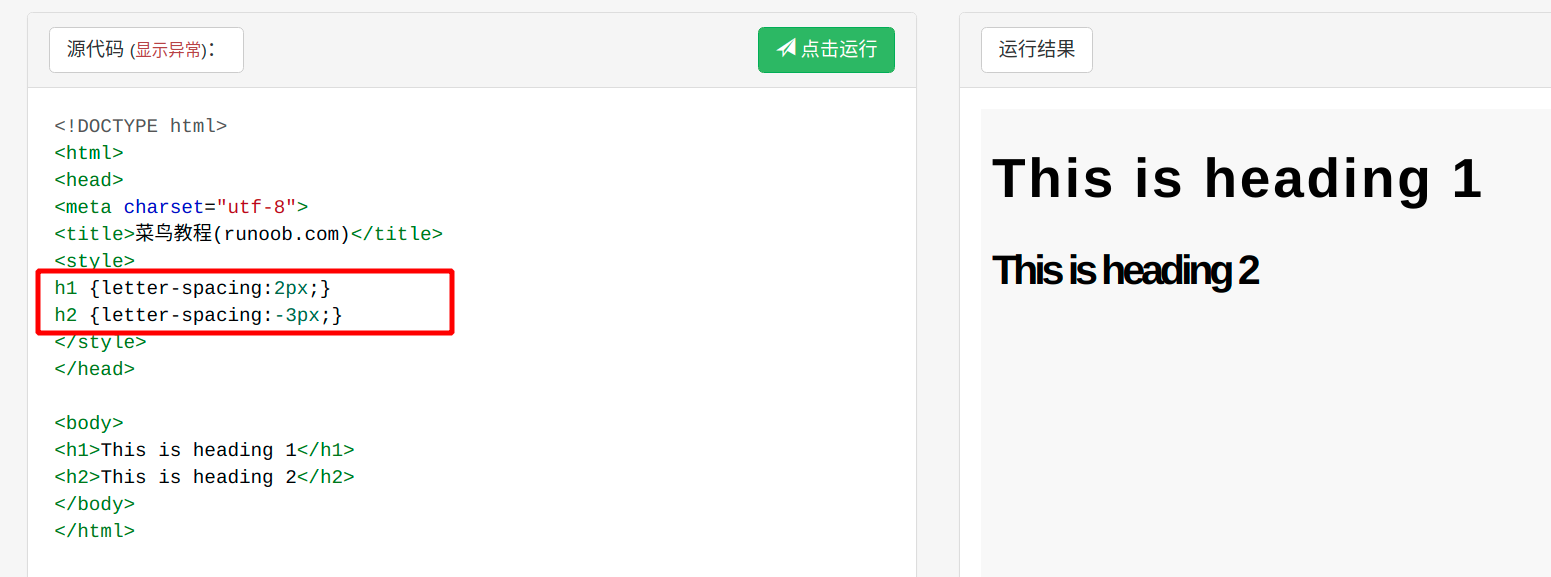 源代码 (显示异常):
点击运行
<!DOCTYPE html>
<html>
<head>
<meta charset="utf-8">
<title>菜鸟教程(runoob.com)</title>
<style>
h1 {letter-spacing:2px;}
h2 {letter-spacing:-3px;}
</style>
</head>
<body>
<h1>This is heading 1</h1>
<h2>This is heading 2</h2>
</body>
</html>
运行结果
This is heading 1
This is heading 2